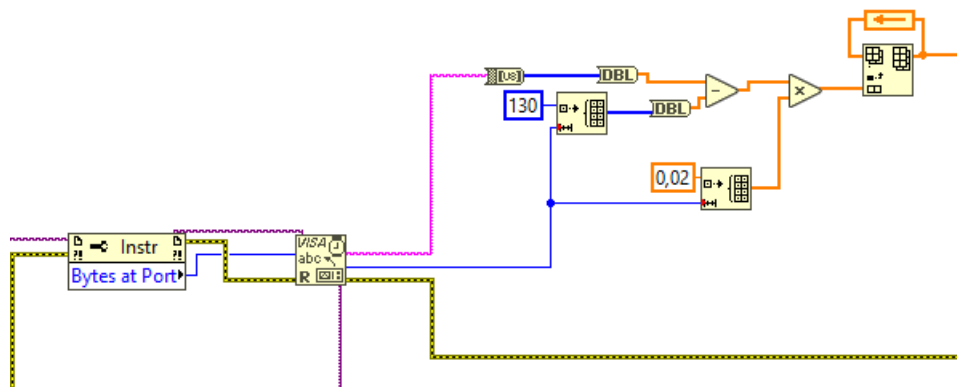 [U8]
DBL
130
DBL
0,02
Instr
VISA
abc
Bytes at Port
R